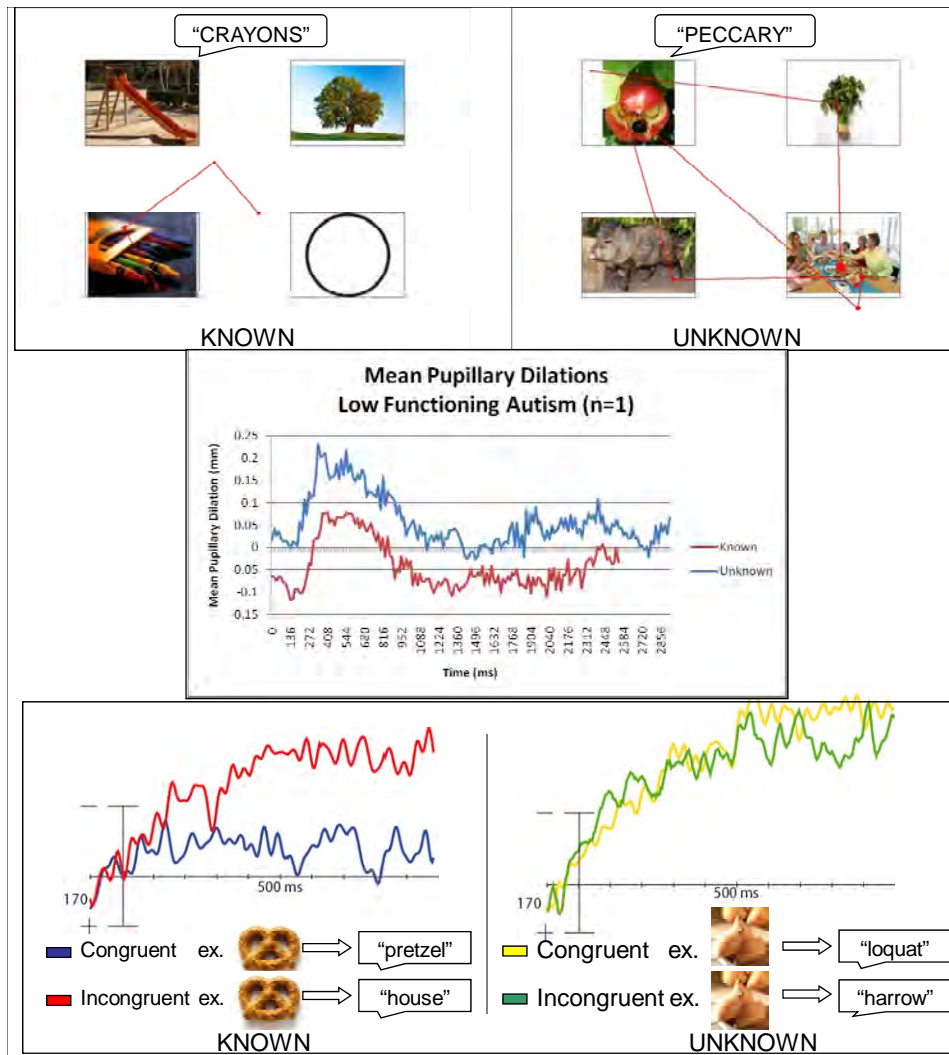 “CRAYONS”
“PECCARY”
KNOWN
UNKNOWN
Mean Pupillary Dilations
Low Functioning Autism (n=1)
Mean Pupillary Dilation (mm)
0.25
0.2
0.15
0.1
0.05
0
-0.05
-0.1
-0.15
0
136
272
408
544
680
816
952
1088
1224
1360
1496
1632
1768
1904
2040
2176
2312
2448
2584
2720
2856
Time (ms)
Known
Unknown
170
500 ms
170
500 ms
Congruent ex.
“pretzel”
Incongruent ex.
“house”
KNOWN
Congruent ex.
“loquat”
Incongruent ex.
“harrow”
UNKNOWN